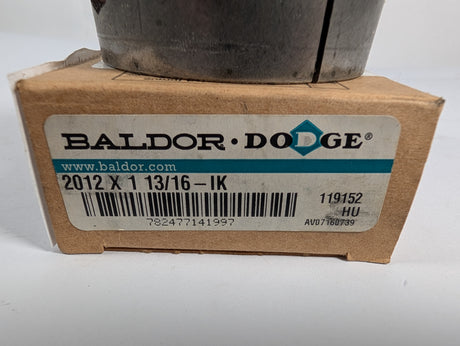 BALDOR · DODGE®
www.baldor.com
2012 X 1 13/16-IK
119152
HU
782477141997
AV07160739